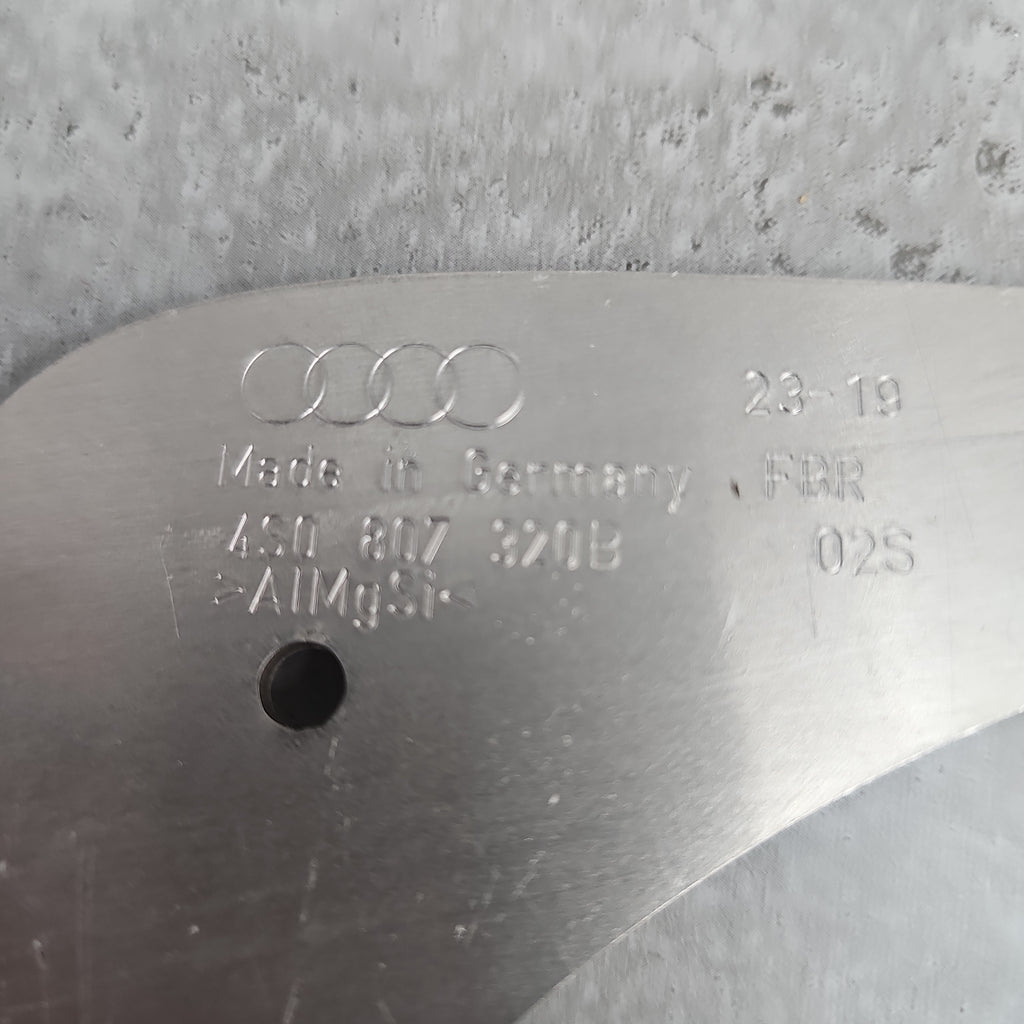 23-19
Made in Germany . FBR
4S0 807 320B 02S
>AlMgSi<